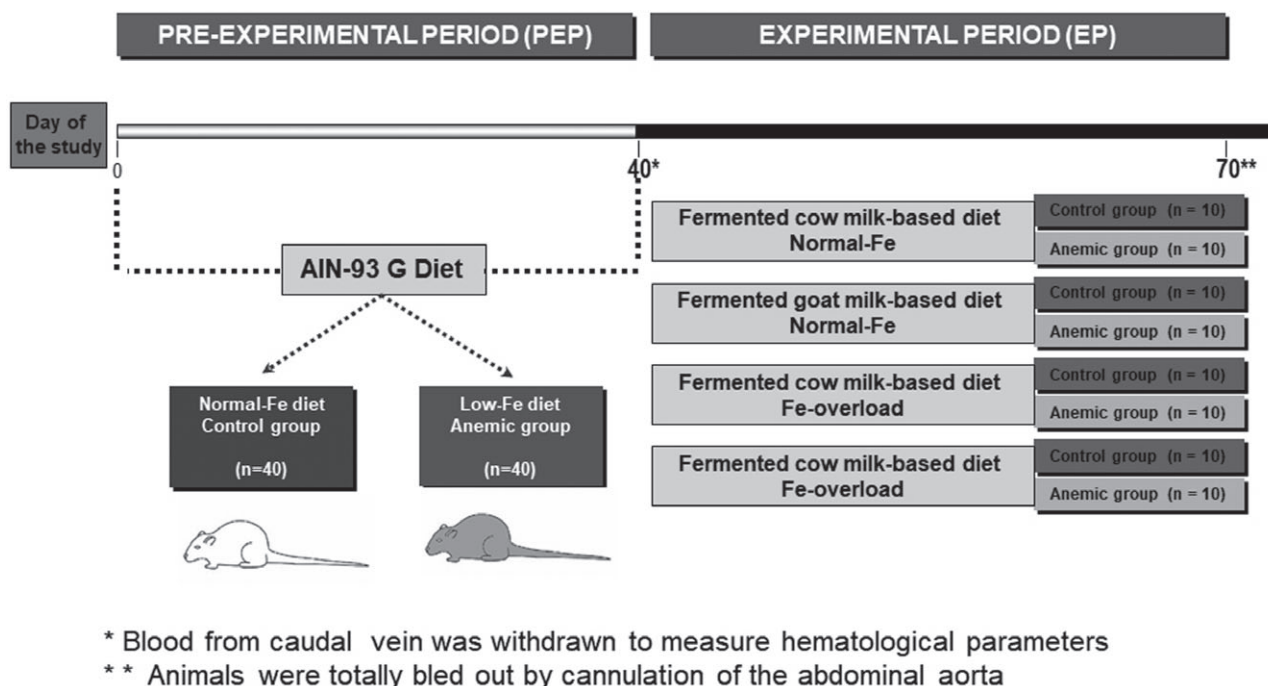 PRE-EXPERIMENTAL PERIOD (PEP)
EXPERIMENTAL PERIOD (EP)
Day of
the study
0
40*
70**
AIN-93 G Diet
Normal-Fe diet
Control group
(n=40)
Low-Fe diet
Anemic group
(n=40)
Fermented cow milk-based diet
Normal-Fe
Control group (n = 10)
Anemic group (n = 10)
Fermented goat milk-based diet
Normal-Fe
Control group (n = 10)
Anemic group (n = 10)
Fermented cow milk-based diet
Fe-overload
Control group (n = 10)
Anemic group (n = 10)
Fermented cow milk-based diet
Fe-overload
Control group (n = 10)
Anemic group (n = 10)
* Blood from caudal vein was withdrawn to measure hematological parameters
* * Animals were totally bled out by cannulation of the abdominal aorta